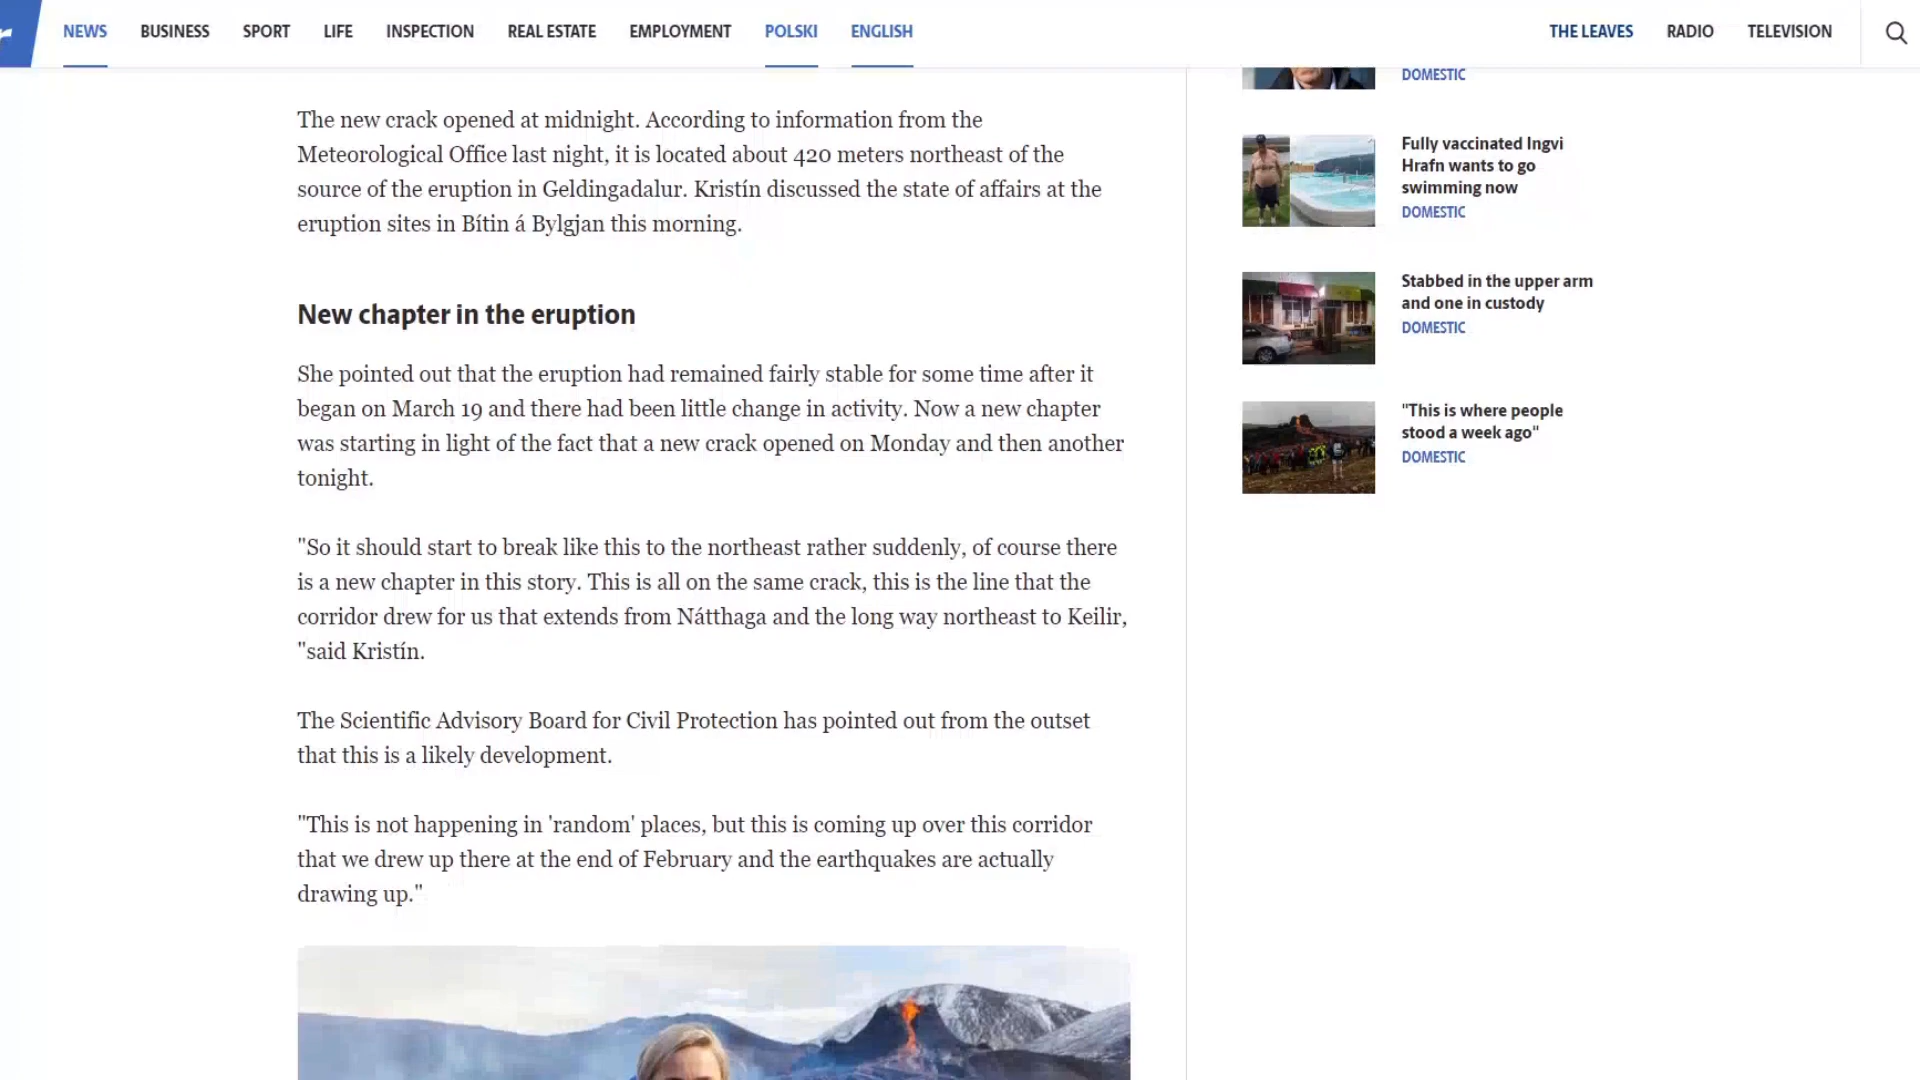 NEWS BUSINESS SPORT LIFE INSPECTION REAL ESTATE EMPLOYMENT POLSKI ENGLISH THE LEAVES RADIO TELEVISION
The new crack opened at midnight. According to information from the
Meteorological Office last night, it is located about 420 meters northeast of the
source of the eruption in Geldingadalur. Kristín discussed the state of affairs at the
eruption sites in Bítin á Bylgjan this morning.
New chapter in the eruption
She pointed out that the eruption had remained fairly stable for some time after it
began on March 19 and there had been little change in activity. Now a new chapter
was starting in light of the fact that a new crack opened on Monday and then another
tonight.
"So it should start to break like this to the northeast rather suddenly, of course there
is a new chapter in this story. This is all on the same crack, this is the line that the
corridor drew for us that extends from Nátthaga and the long way northeast to Keilir,
"said Kristín.
The Scientific Advisory Board for Civil Protection has pointed out from the outset
that this is a likely development.
"This is not happening in 'random' places, but this is coming up over this corridor
that we drew up there at the end of February and the earthquakes are actually
drawing up."
DOMESTIC
Fully vaccinated Ingvi
Hrafn wants to go
swimming now
DOMESTIC
Stabbed in the upper arm
and one in custody
DOMESTIC
"This is where people
stood a week ago"
DOMESTIC